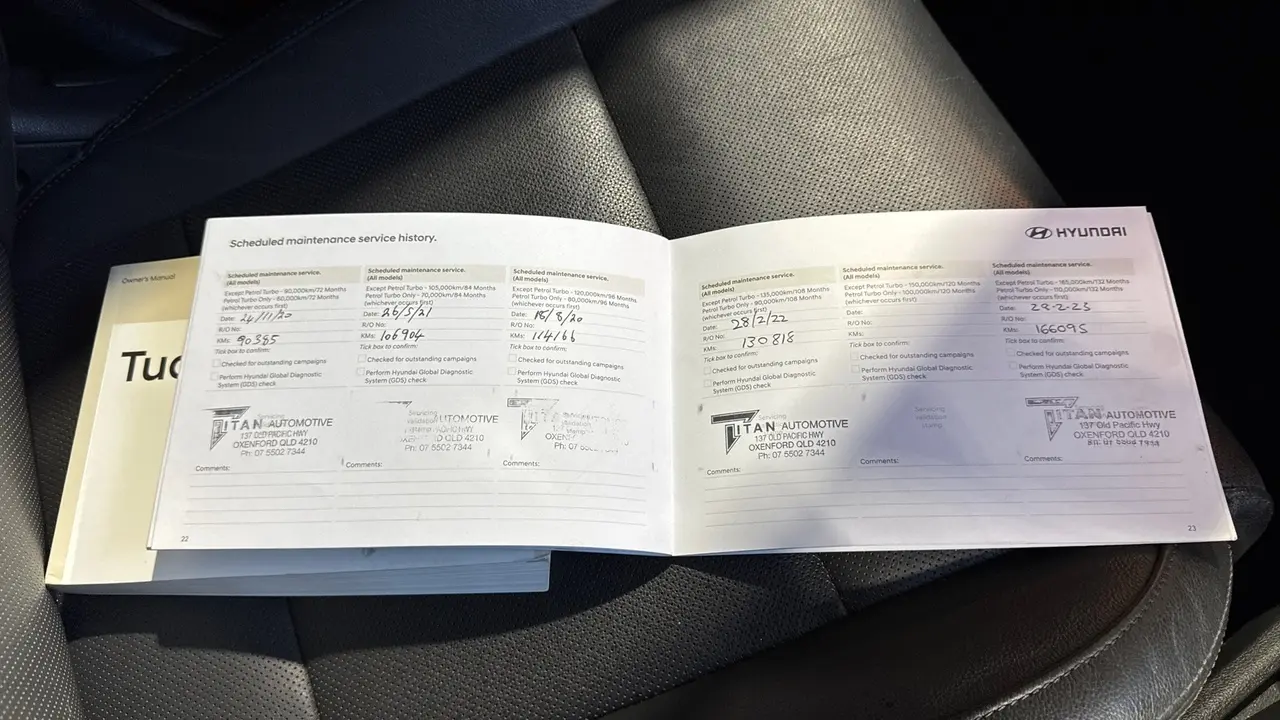 Owner's Manual
Tuc
Scheduled maintenance service history.
Scheduled maintenance service.
(All models)
Except Petrol Turbo - 90,000km/72 Months
Petrol Turbo Only - 60,000km/72 Months
(whichever occurs first)
Date: 24/11/20
R/O No:
KMs: 90385
Tick box to confirm:
Checked for outstanding campaigns
Perform Hyundai Global Diagnostic
System (GDS) check
Servicing
validation
TITAN AUTOMOTIVE
137 OLD PACIFIC HWY
OXENFORD QLD 4210
Ph: 07 5502 7344
Comments:
22
Scheduled maintenance service.
(All models)
Except Petrol Turbo - 105,000km/84 Months
Petrol Turbo Only - 70,000km/84 Months
(whichever occurs first)
Date: 26/5/21
R/O No:
KMs: 106904
Tick box to confirm:
Checked for outstanding campaigns
Perform Hyundai Global Diagnostic
System (GDS) check
Servicing
validation
UTOMOTIVE
QLD 4210
Ph: 07 5502 7344
Comments:
Scheduled maintenance service.
(All models)
Except Petrol Turbo - 120,000km/96 Months
Petrol Turbo Only - 80,000km/96 Months
(whichever occurs first)
Date: 18/8/20
R/O No:
KMs: 114166
Tick box to confirm:
Checked for outstanding campaigns
Perform Hyundai Global Diagnostic
System (GDS) check
Servicing
validation
stamp
Comments:
HYUNDAI
Scheduled maintenance service.
(All models)
Except Petrol Turbo - 135,000km/108 Months
Petrol Turbo Only - 90,000km/108 Months
(whichever occurs first)
Date: 28/2/22
R/O No:
KMs: 130818
Tick box to confirm:
Checked for outstanding campaigns
Perform Hyundai Global Diagnostic
System (GDS) check
Servicing
TITAN AUTOMOTIVE
137 OLD PACIFIC HWY
OXENFORD QLD 4210
Ph: 07 5502 7344
Comments:
Scheduled maintenance service.
(All models)
Except Petrol Turbo - 150,000km/120 Months
Petrol Turbo Only - 100,000km/120 Months
(whichever occurs first)
Date:
R/O No:
KMs:
Tick box to confirm:
Checked for outstanding campaigns
Perform Hyundai Global Diagnostic
System (GDS) check
Servicing
validation
stamp
Comments:
Scheduled maintenance service.
(All models)
Except Petrol Turbo - 165,000km/132 Months
Petrol Turbo Only - 110,000km/132 Months
(whichever occurs first)
Date: 28-2-23
R/O No:
KMs: 166095
Tick box to confirm:
Checked for outstanding campaigns
Perform Hyundai Global Diagnostic
System (GDS) check
TITAN AUTOMOTIVE
137 Old Pacific Hwy
OXENFORD QLD 4210
Comments:
23